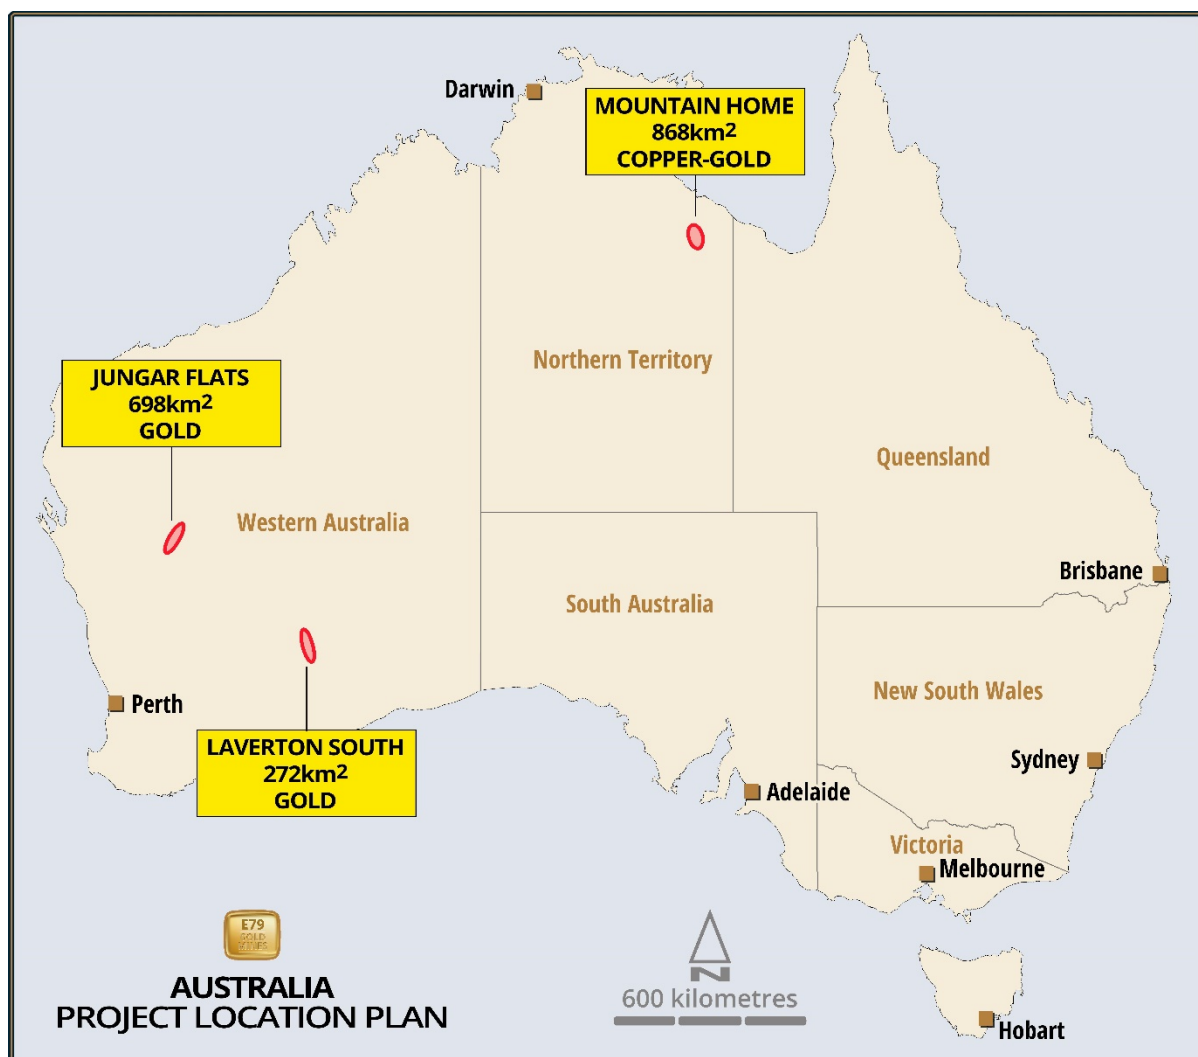 Darwin
MOUNTAIN HOME
868km²
COPPER-GOLD
JUNGAR FLATS
698km²
GOLD
Northern Territory
Queensland
Western Australia
Brisbane
South Australia
New South Wales
Perth
LAVERTON SOUTH
272km²
GOLD
Sydney
Adelaide
Victoria
Melbourne
E79
GOLD
MINES
AUSTRALIA
PROJECT LOCATION PLAN
N
600 kilometres
Hobart